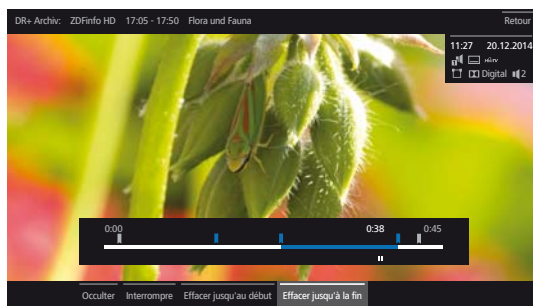 DR+ Archiv: ZDFinfo HD 17:05 - 17:50 Flora und Fauna Retour
11:27 20.12.2014
HbbTV
Digital 2
0:00 0:38 0:45
Occulter Interrompre Effacer jusqu'au début Effacer jusqu'à la fin